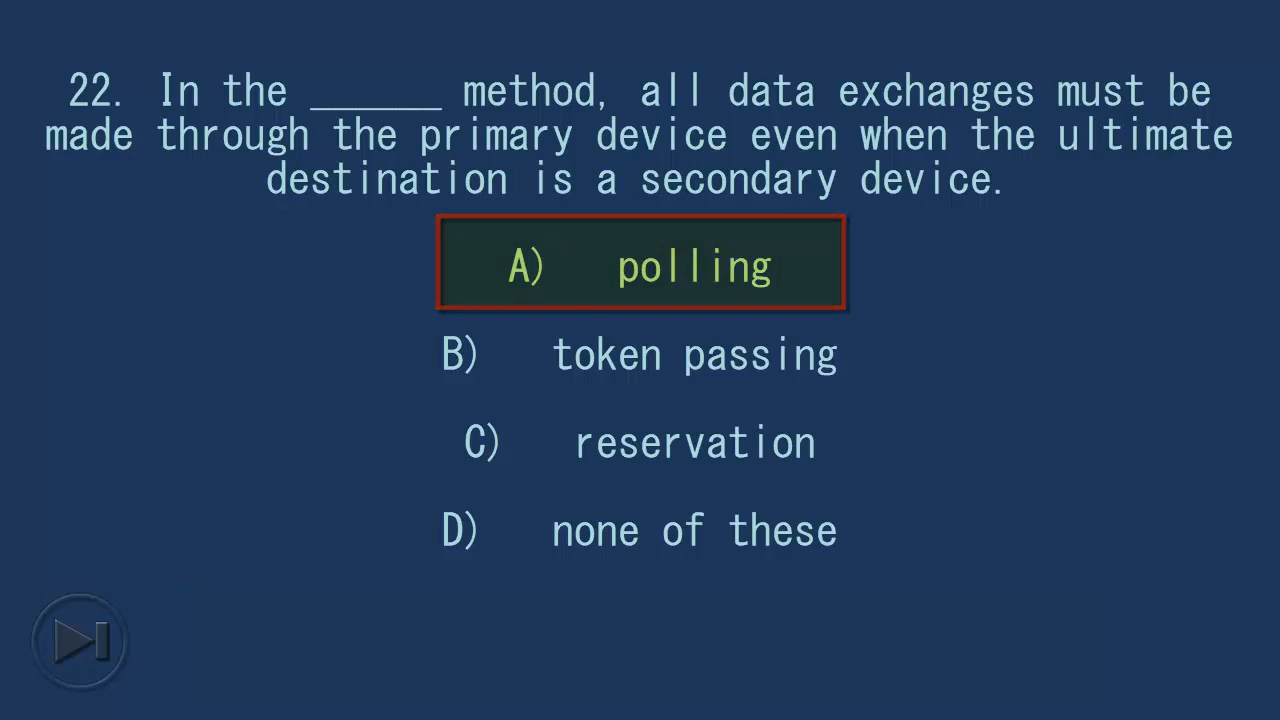 22. In the ______ method, all data exchanges must be
made through the primary device even when the ultimate
destination is a secondary device.
A) polling
B) token passing
C) reservation
D) none of these